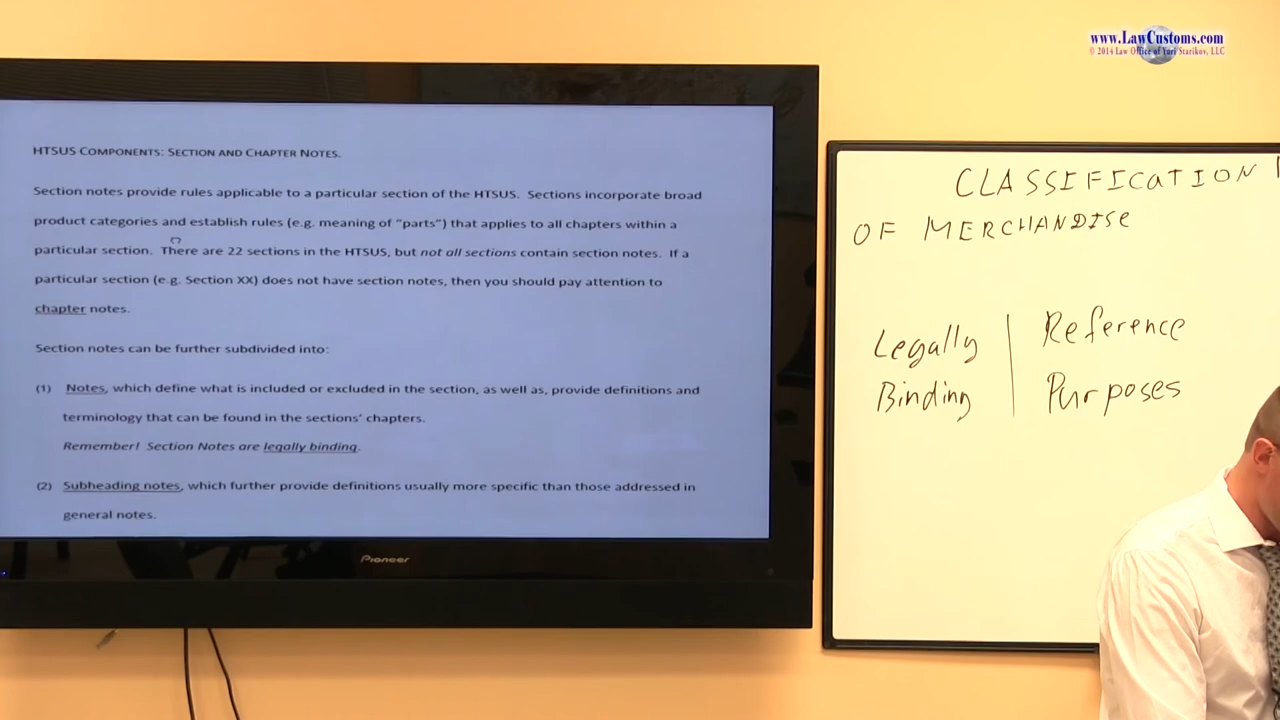 www.LawCustoms.com
© 2014 Law Office of Yuri Starikov, LLC
HTSUS COMPONENTS: SECTION AND CHAPTER NOTES.
Section notes provide rules applicable to a particular section of the HTSUS. Sections incorporate broad
product categories and establish rules (e.g. meaning of "parts") that applies to all chapters within a
particular section. There are 22 sections in the HTSUS, but not all sections contain section notes. If a
particular section (e.g. Section XX) does not have section notes, then you should pay attention to
chapter notes.
Section notes can be further subdivided into:
(1) Notes, which define what is included or excluded in the section, as well as, provide definitions and
terminology that can be found in the sections' chapters.
Remember! Section Notes are legally binding.
(2) Subheading notes, which further provide definitions usually more specific than those addressed in
general notes.
Pioneer
CLASSIFICATION
OF MERCHANDISE
Legally
Binding
Reference
Purposes